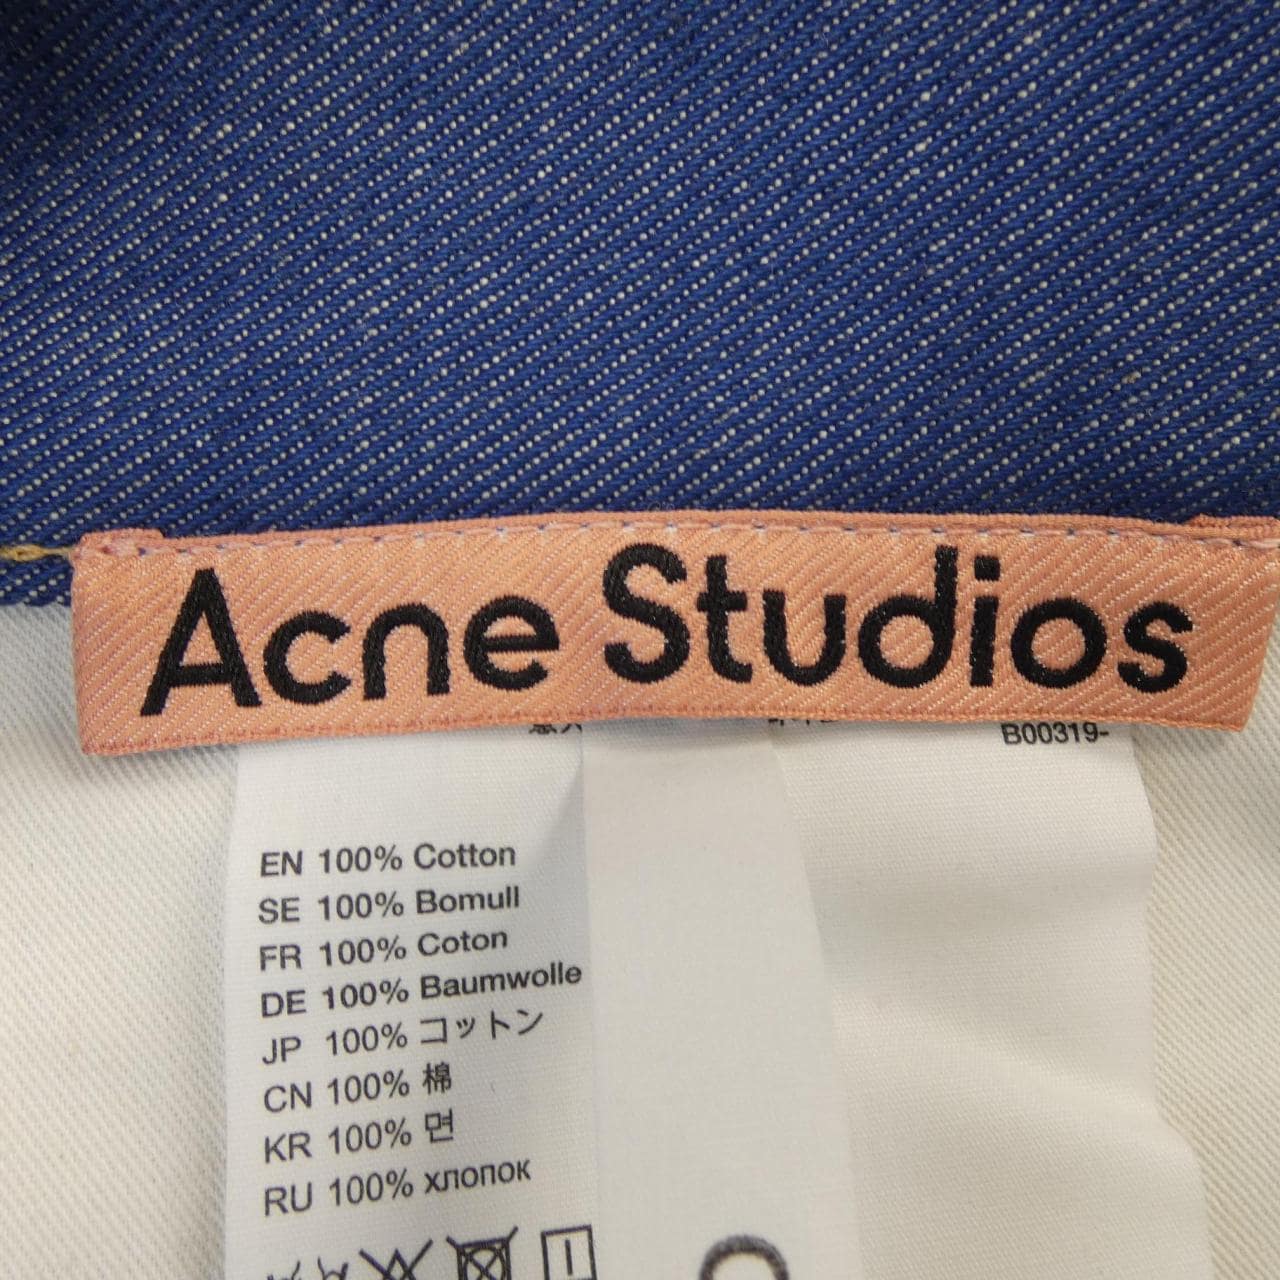 Acne Studios
B00319-
EN 100% Cotton
SE 100% Bomull
FR 100% Coton
DE 100% Baumwolle
JP 100% コットン
CN 100% 棉
KR 100% 면
RU 100% хлопок